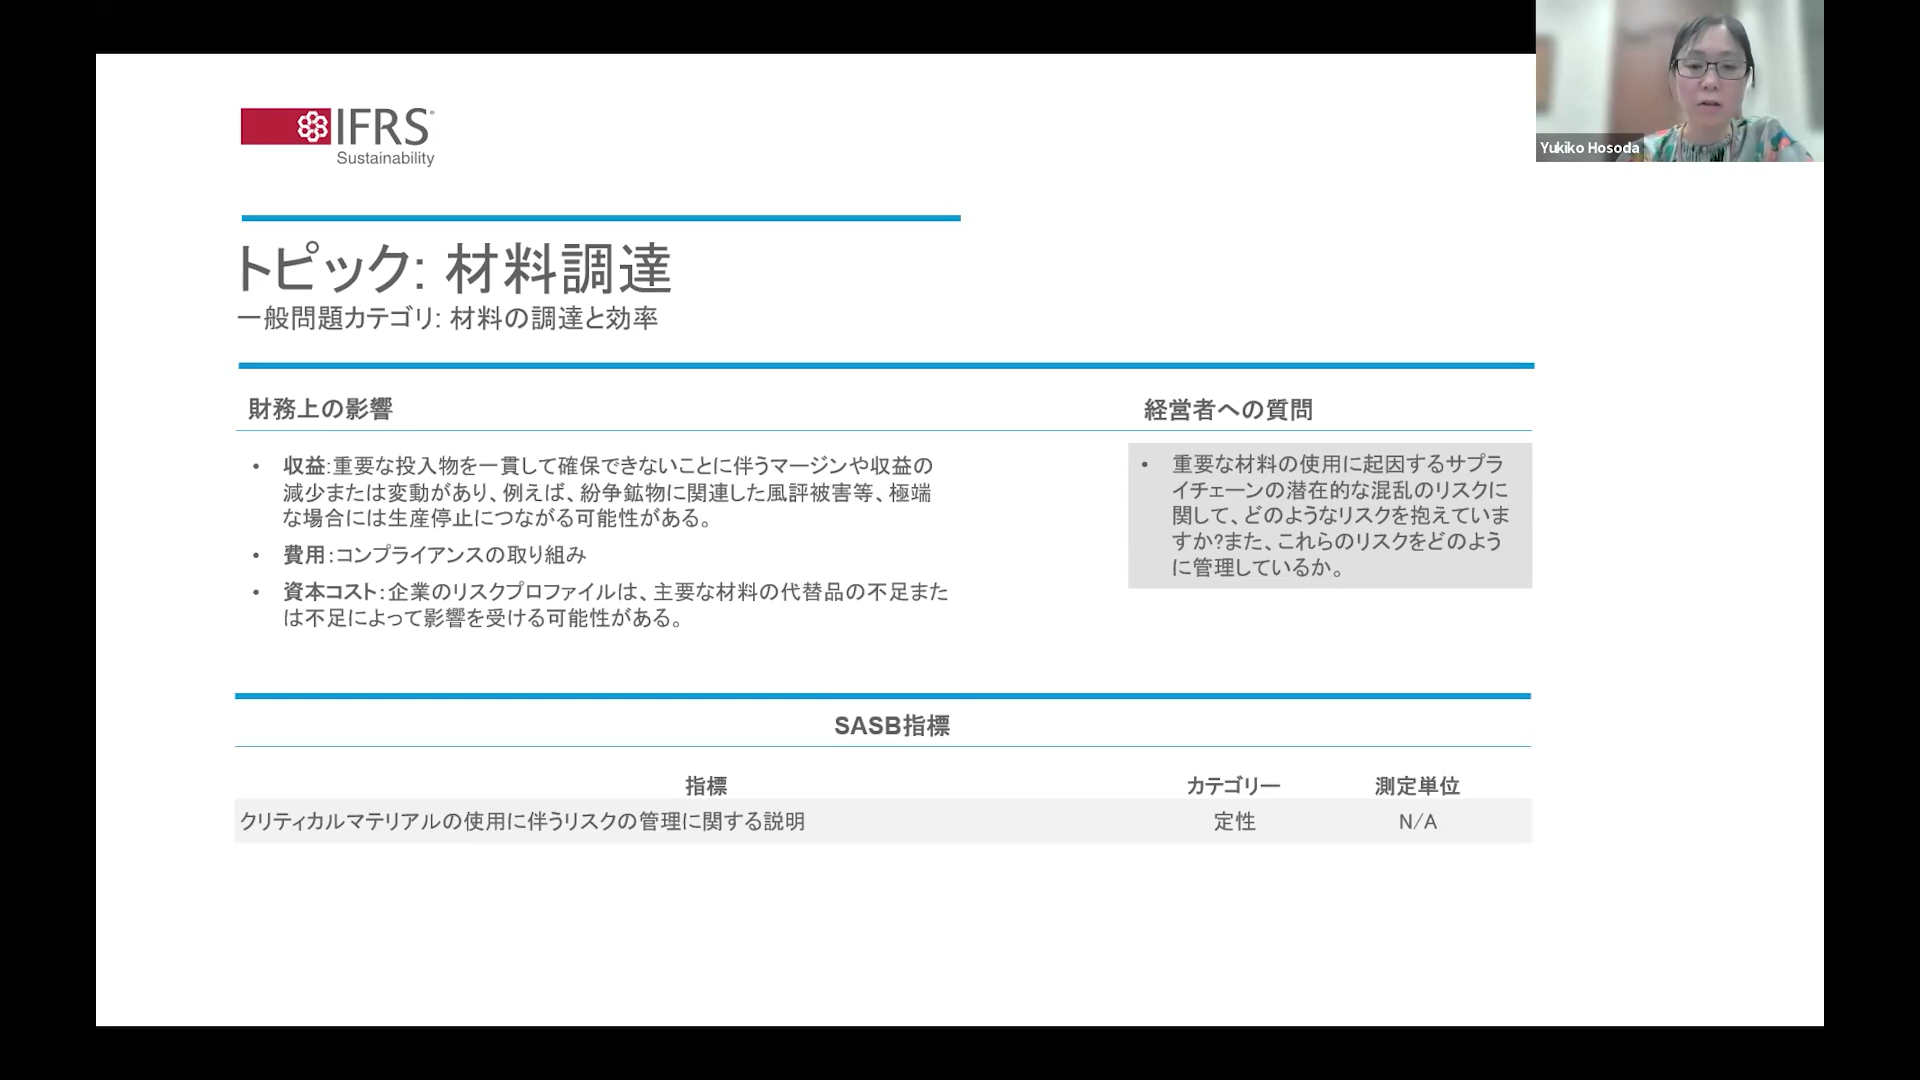 IFRS
Sustainability
Yukiko Hosoda
トピック: 材料調達
一般問題カテゴリ: 材料の調達と効率
財務上の影響
• 収益:重要な投入物を一貫して確保できないことに伴うマージンや収益の
減少または変動があり、例えば、紛争鉱物に関連した風評被害等、極端
な場合には生産停止につながる可能性がある。
• 費用:コンプライアンスの取り組み
• 資本コスト:企業のリスクプロファイルは、主要な材料の代替品の不足また
は不足によって影響を受ける可能性がある。
経営者への質問
• 重要な材料の使用に起因するサプラ
イチェーンの潜在的な混乱のリスクに
関して、どのようなリスクを抱えていま
すか?また、これらのリスクをどのよう
に管理しているか。
SASB指標
指標 カテゴリー 測定単位
クリティカルマテリアルの使用に伴うリスクの管理に関する説明 定性 N/A